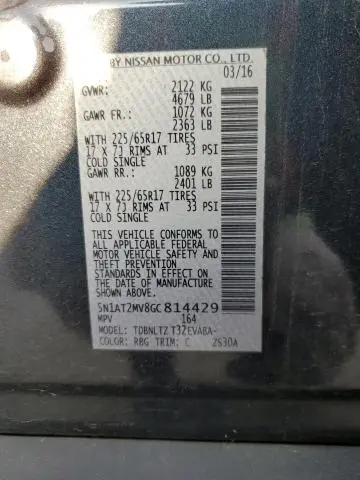 BY NISSAN MOTOR CO., LTD.
03/16
GVWR: 2122 KG
4679 LB
GAWR FR.: 1072 KG
2363 LB
WITH 225/65R17 TIRES
17 X 7J RIMS AT 33 PSI
COLD SINGLE
GAWR RR.: 1089 KG
2401 LB
WITH 225/65R17 TIRES
17 X 7J RIMS AT 33 PSI
COLD SINGLE
THIS VEHICLE CONFORMS TO
ALL APPLICABLE FEDERAL
MOTOR VEHICLE SAFETY AND
THEFT PREVENTION
STANDARDS IN EFFECT ON
THE DATE OF MANUFACTURE
SHOWN ABOVE.
5N1AT2MV8GC814429
MPV 164
MODEL: TDBNLTZ T32EVABA-
COLOR: RBG TRIM: C 2630A